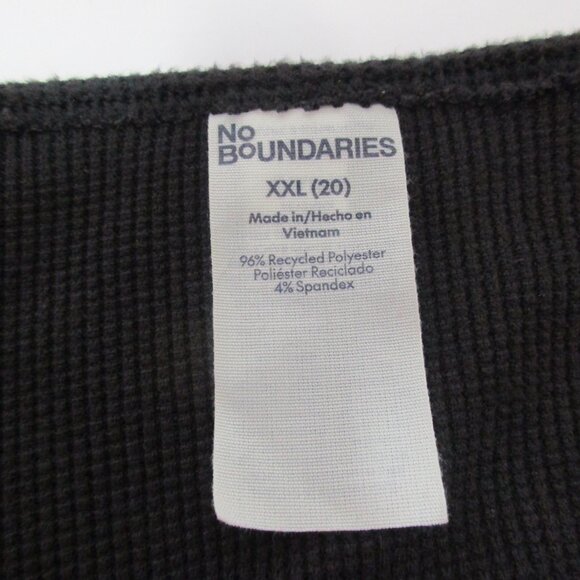 No
BoUNDARIES
XXL (20)
Made in/Hecho en
Vietnam
96% Recycled Polyester
Poliéster Reciclado
4% Spandex